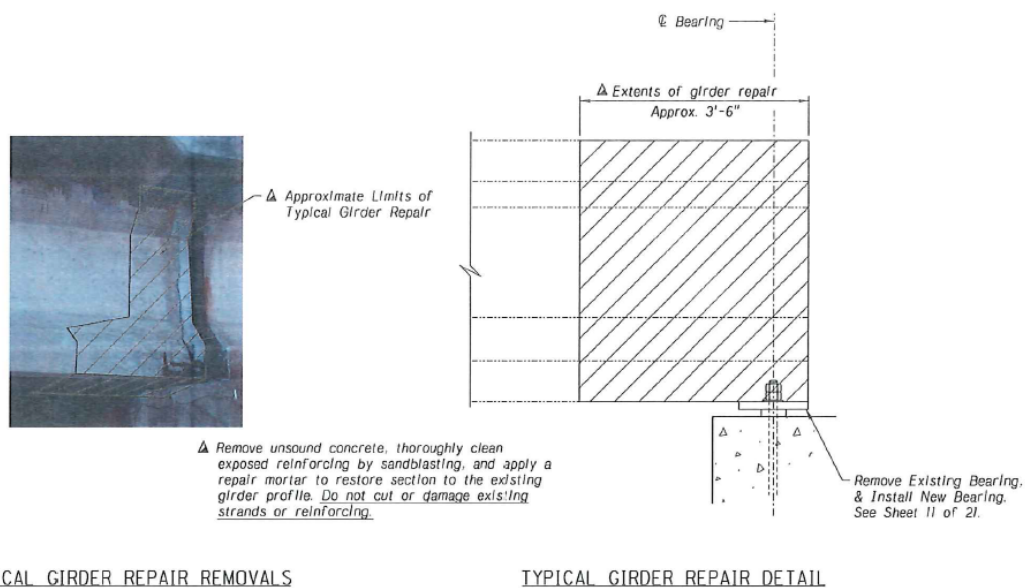 ℄ Bearing
Δ Extents of girder repair
Approx. 3'-6"
Δ Approximate Limits of
Typical Girder Repair
Δ Remove unsound concrete, thoroughly clean
exposed reinforcing by sandblasting, and apply a
repair mortar to restore section to the existing
girder profile. Do not cut or damage existing
strands or reinforcing.
Remove Existing Bearing,
& Install New Bearing.
See Sheet 11 of 21.
CAL GIRDER REPAIR REMOVALS
TYPICAL GIRDER REPAIR DETAIL